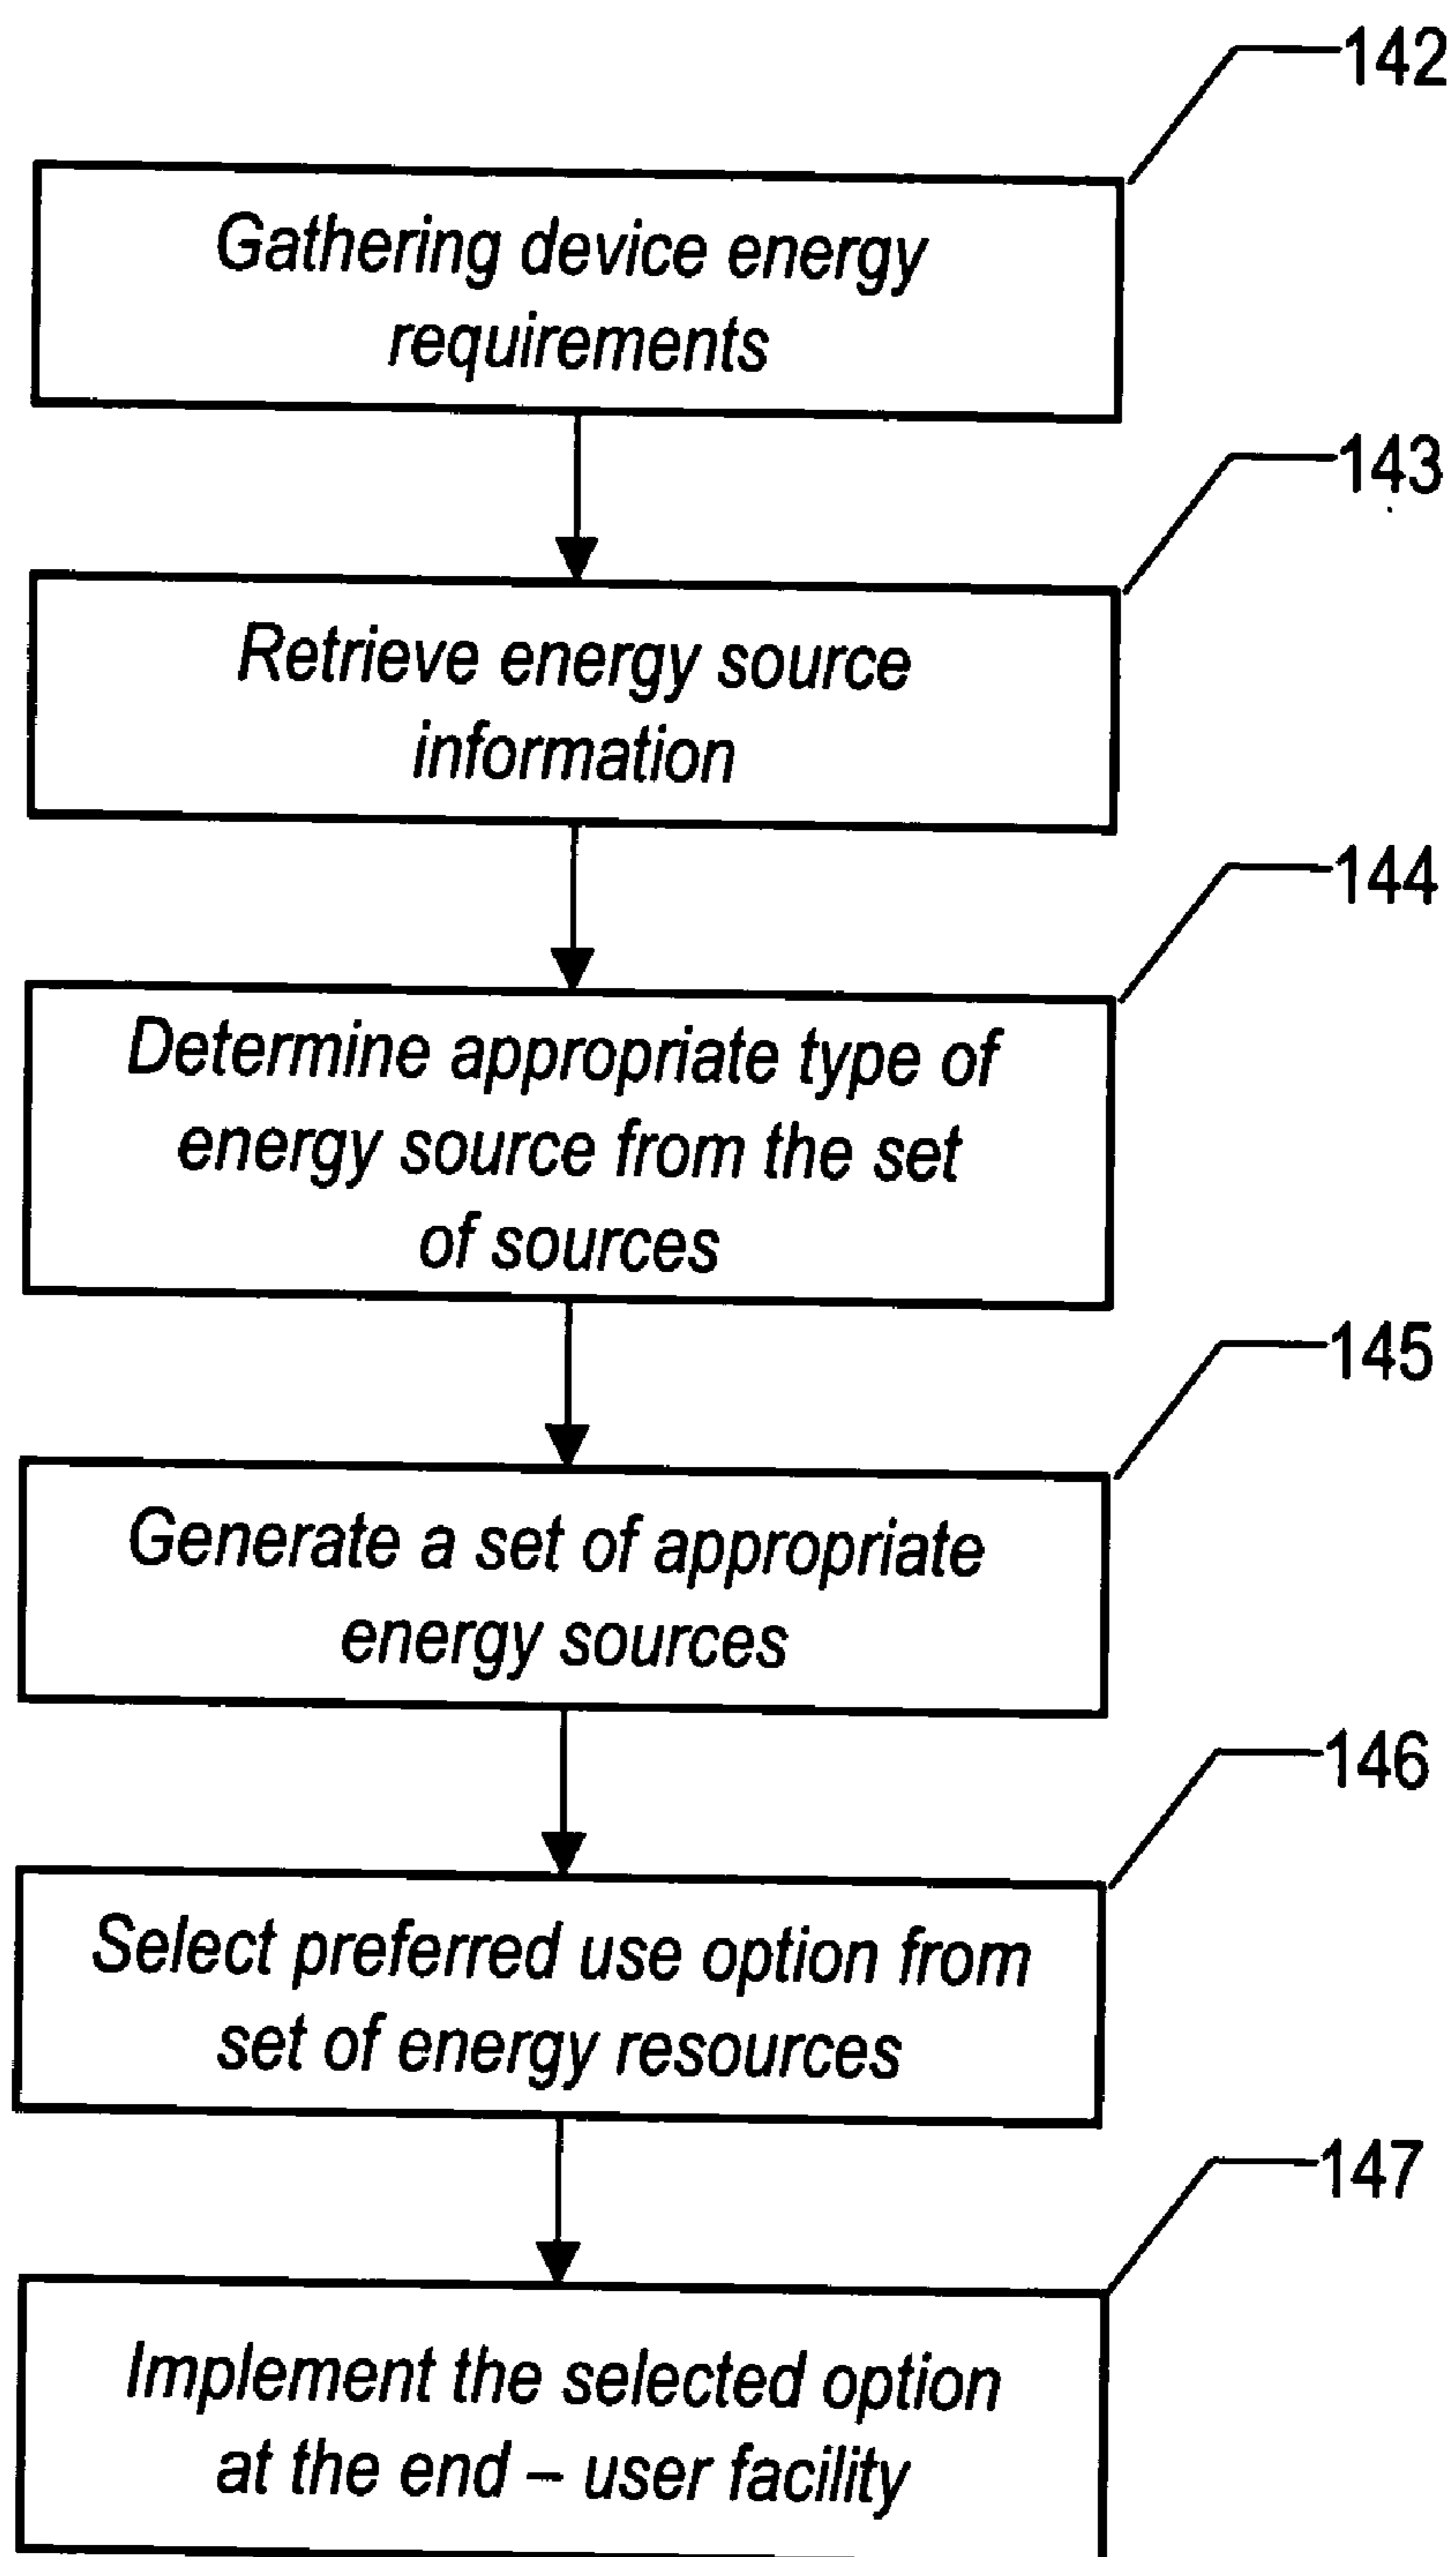 142
Gathering device energy
requirements
143
Retrieve energy source
information
144
Determine appropriate type of
energy source from the set
of sources
145
Generate a set of appropriate
energy sources
146
Select preferred use option from
set of energy resources
147
Implement the selected option
at the end – user facility